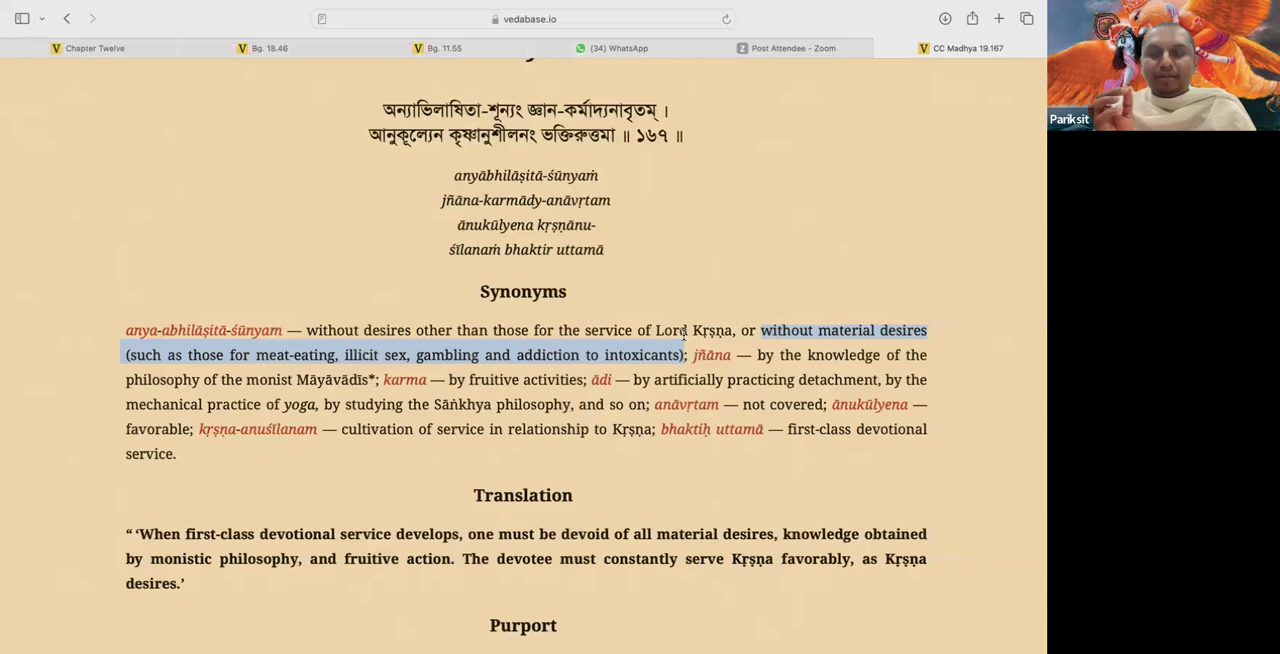 vedabase.io
Chapter Twelve
Bg. 18.46
Bg. 11.55
(34) WhatsApp
Z Post Attendee - Zoom
CC Madhya 19.167
Pariksit
অন্যাভিলাষিতা-শূন্যং জ্ঞান-কর্মাদ্যনাবৃতম্ ।
আনুকূল্যেন কৃষ্ণানুশীলনং ভক্তিরুত্তমা ॥ ১৬৭ ॥
anyābhilāṣitā-śūnyaṁ
jñāna-karmādy-anāvṛtam
ānukūlyena kṛṣṇānu-
śīlanaṁ bhaktir uttamā
Synonyms
anya-abhilāṣitā-śūnyam — without desires other than those for the service of Lord Kṛṣṇa, or without material desires
(such as those for meat-eating, illicit sex, gambling and addiction to intoxicants); jñāna — by the knowledge of the
philosophy of the monist Māyāvādīs*; karma — by fruitive activities; ādi — by artificially practicing detachment, by the
mechanical practice of yoga, by studying the Sāṅkhya philosophy, and so on; anāvṛtam — not covered; ānukūlyena —
favorable; kṛṣṇa-anuśīlanam — cultivation of service in relationship to Kṛṣṇa; bhaktiḥ uttamā — first-class devotional
service.
Translation
“ ‘When first-class devotional service develops, one must be devoid of all material desires, knowledge obtained
by monistic philosophy, and fruitive action. The devotee must constantly serve Kṛṣṇa favorably, as Kṛṣṇa
desires.’
Purport